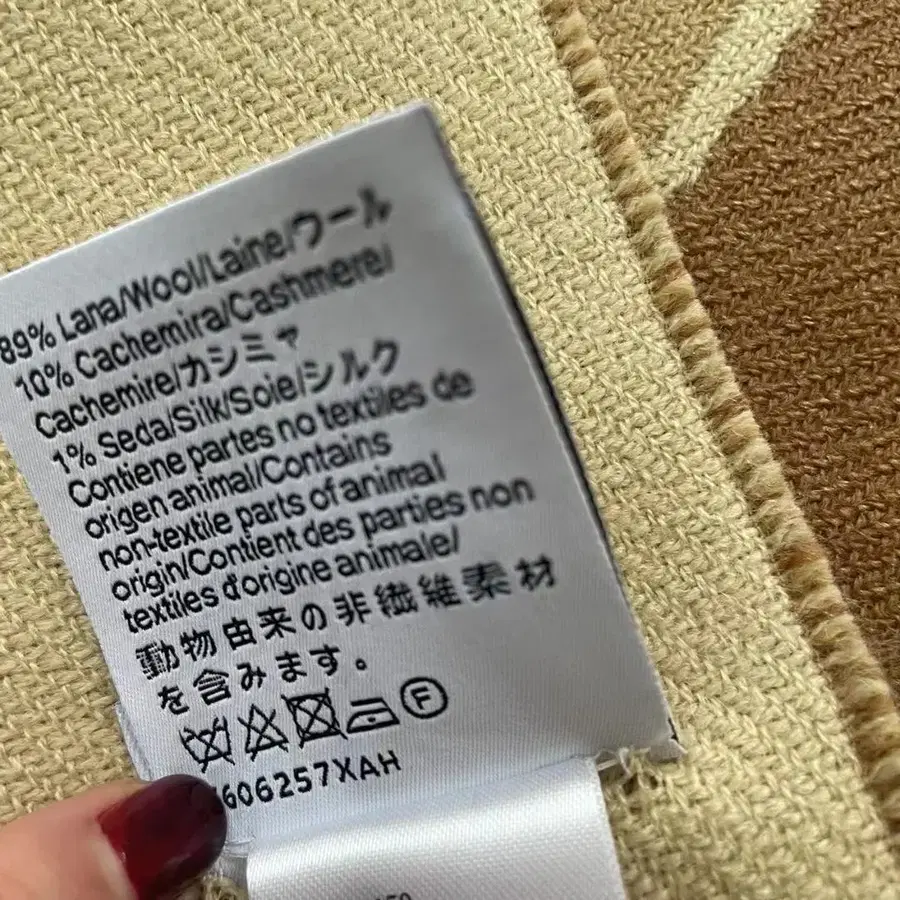 89% Lana/Wool/Laine/ウール
10% Cachemira/Cashmere/
Cachemire/カシミヤ
1% Seda/Silk/Soie/シルク
Contiene partes no textiles de
origen animal/Contains
non-textile parts of animal
origin/Contient des parties non
textiles d'origine animale/
動物由来の非繊維素材
を含みます。
F
606257XAH